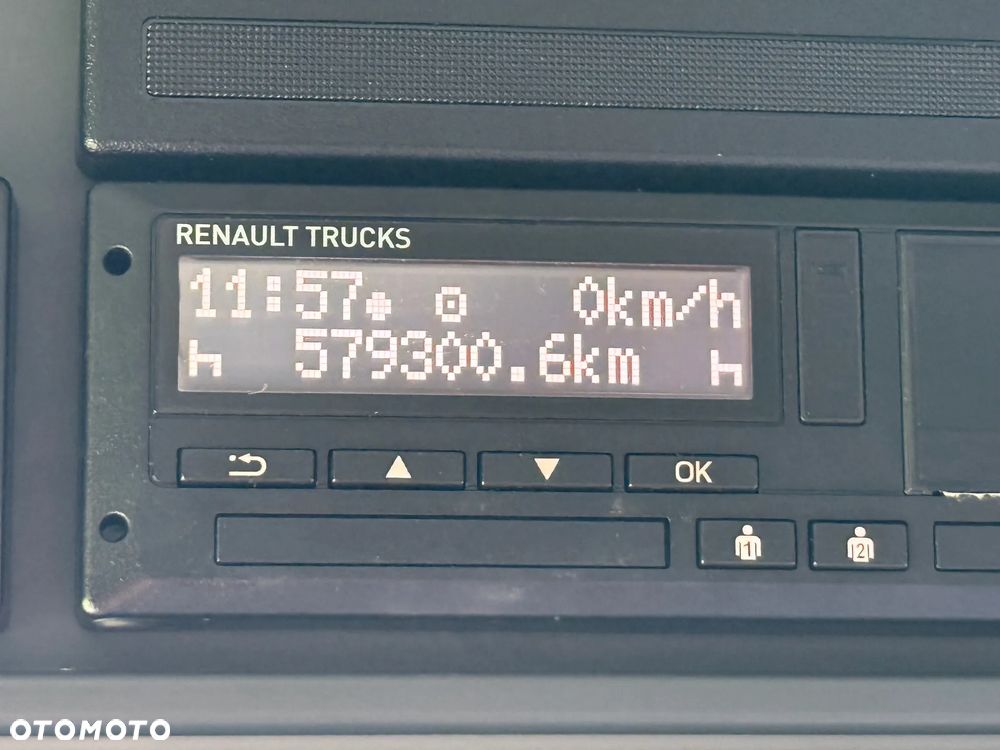 RENAULT TRUCKS
11:57 0km/h
h 579300.6km h
OK
1 2
OTOMOTO